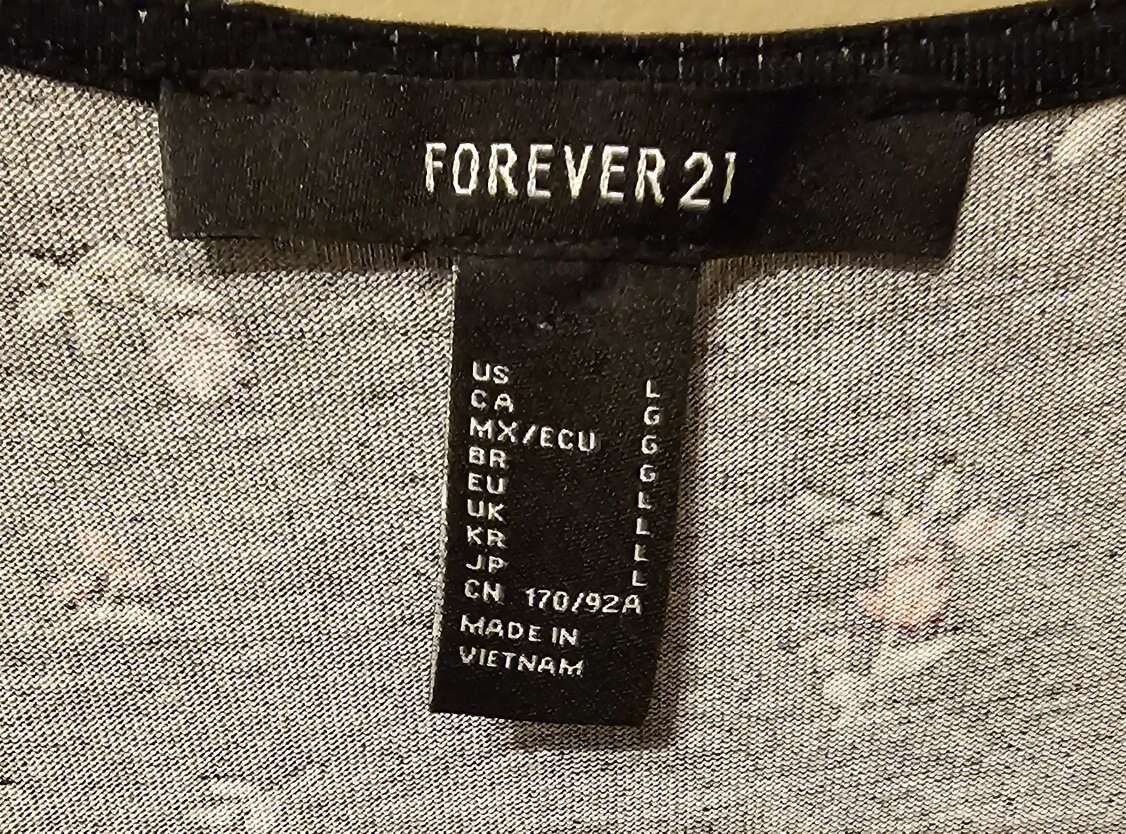 FOREVER 21
US L
CA G
MX/ECU G
BR G
EU L
UK L
KR L
JP L
CN 170/92A
MADE IN
VIETNAM